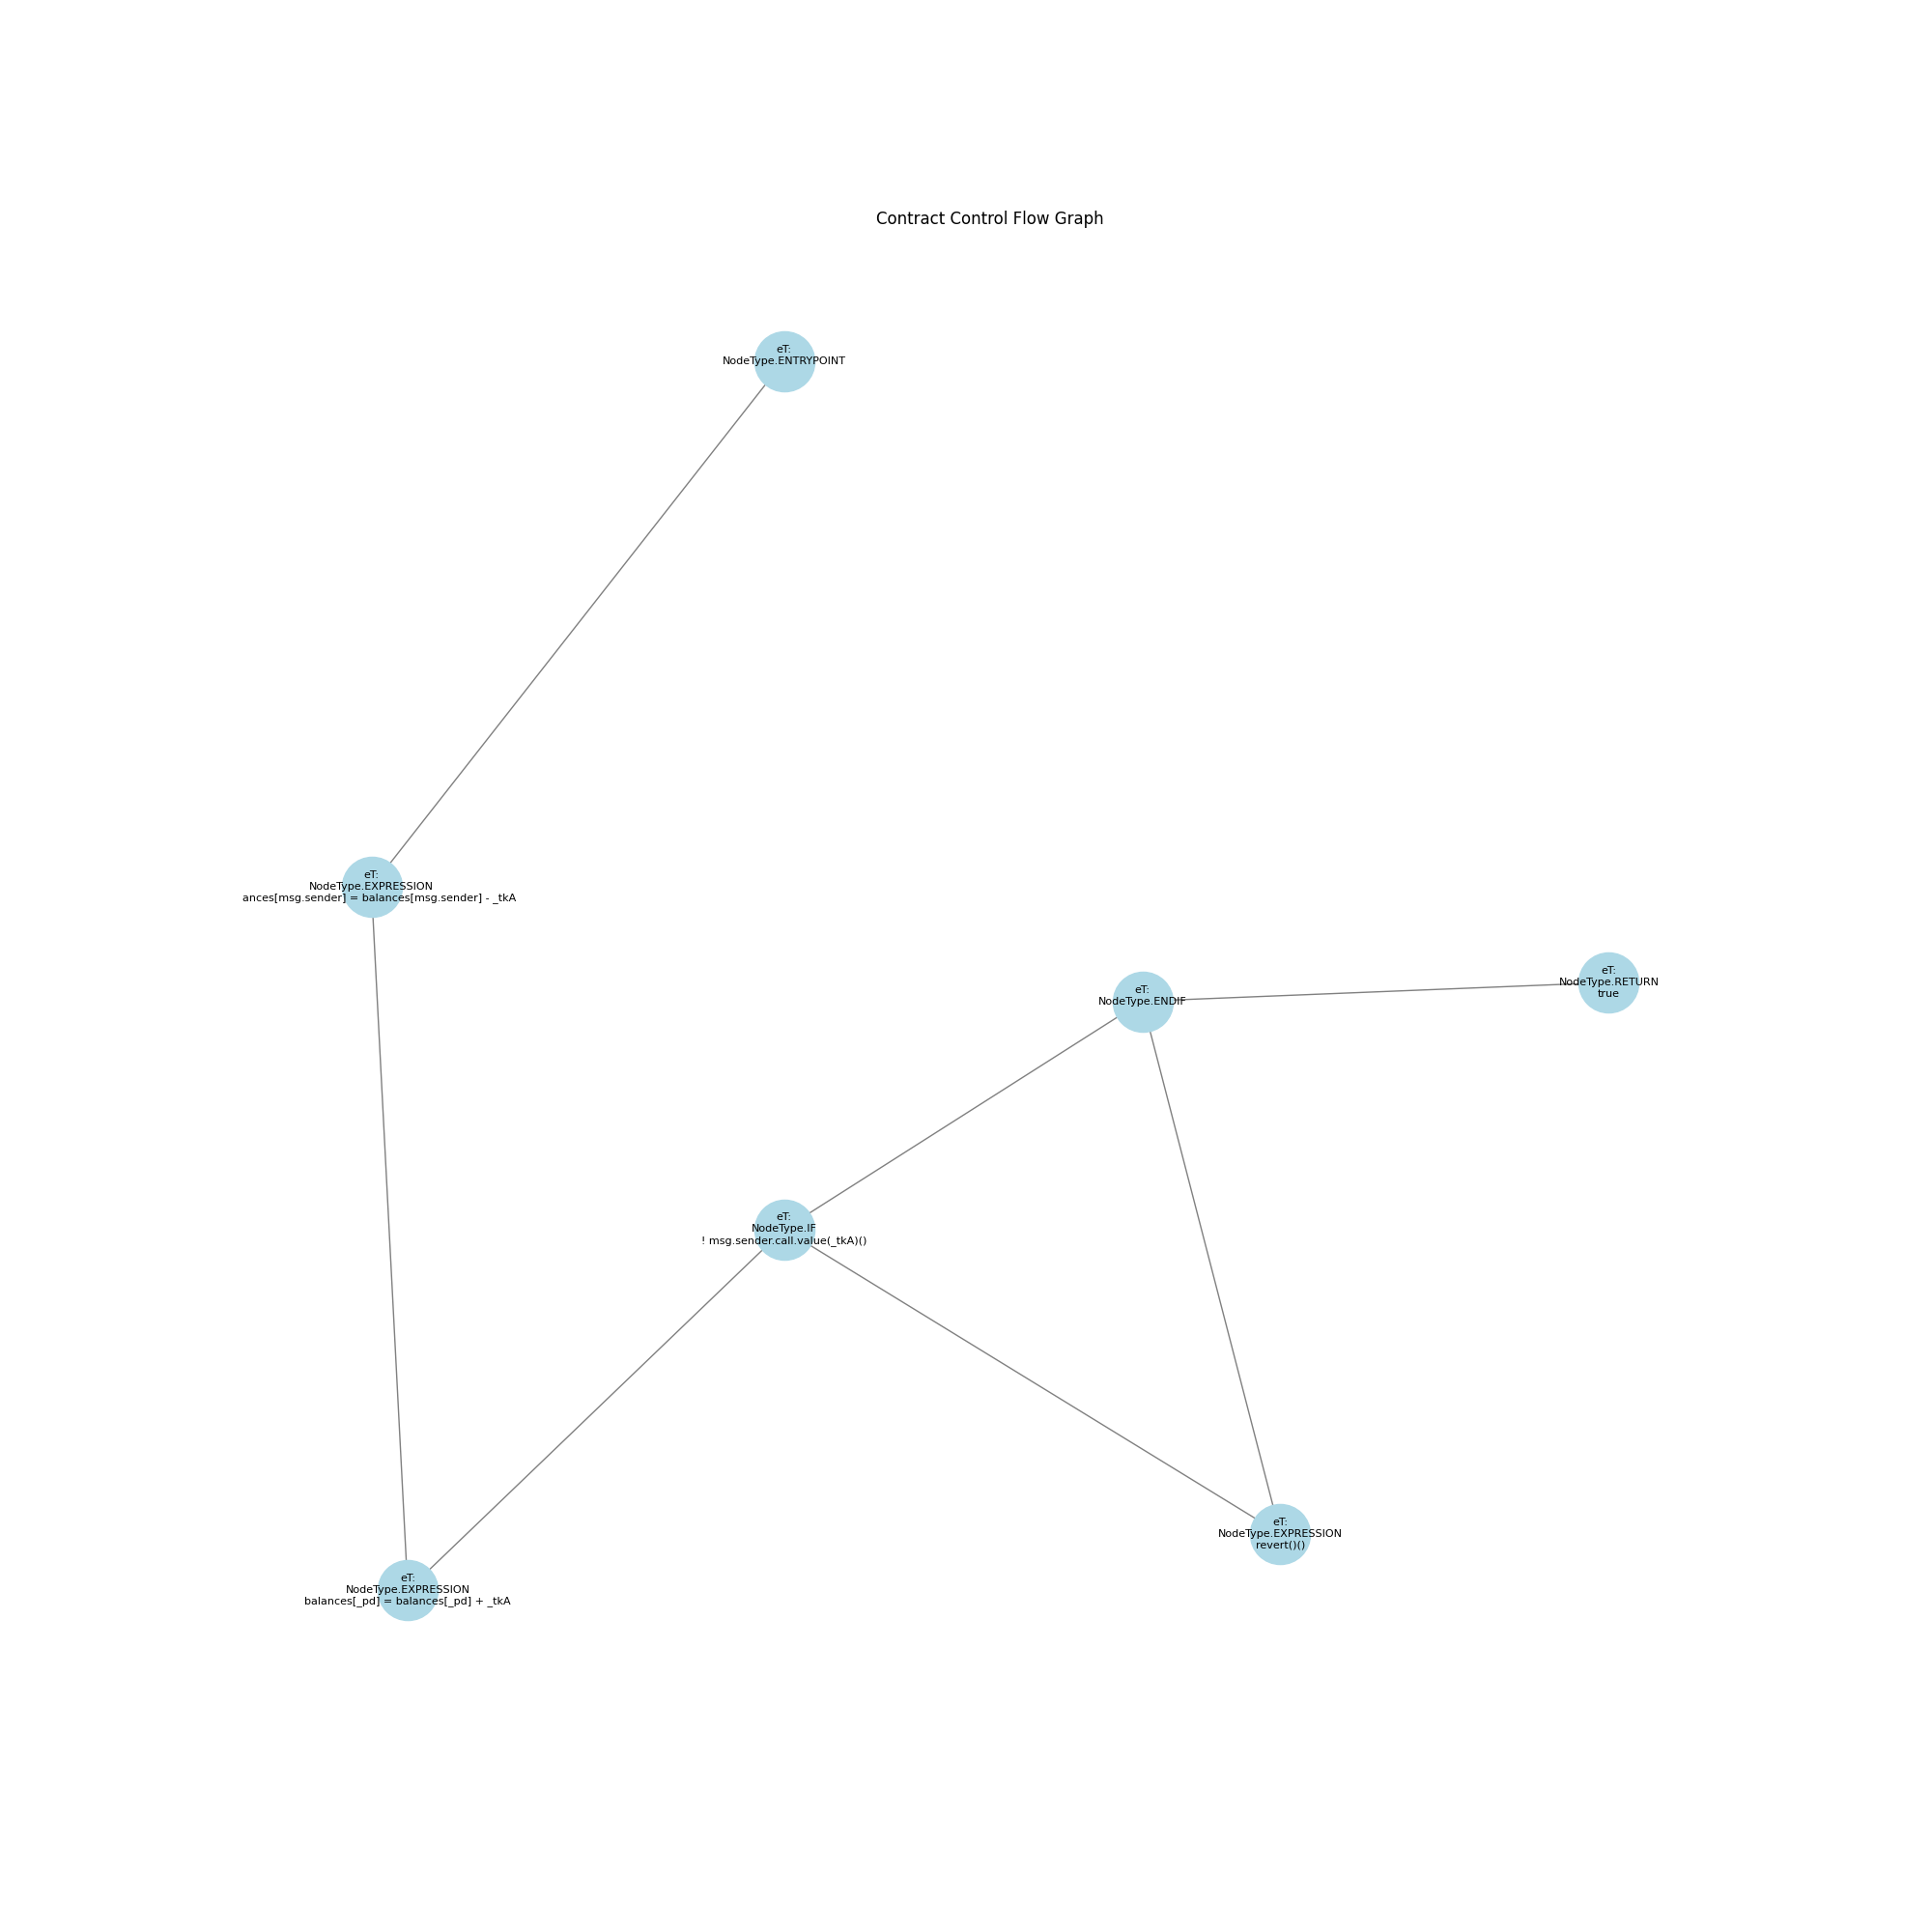 Contract Control Flow Graph
eT:
NodeType.ENTRYPOINT
eT:
NodeType.EXPRESSION
ances[msg.sender] = balances[msg.sender] - _tkA
eT:
NodeType.RETURN
true
eT:
NodeType.ENDIF
eT:
NodeType.IF
! msg.sender.call.value(_tkA)()
eT:
NodeType.EXPRESSION
revert()()
eT:
NodeType.EXPRESSION
balances[_pd] = balances[_pd] + _tkA